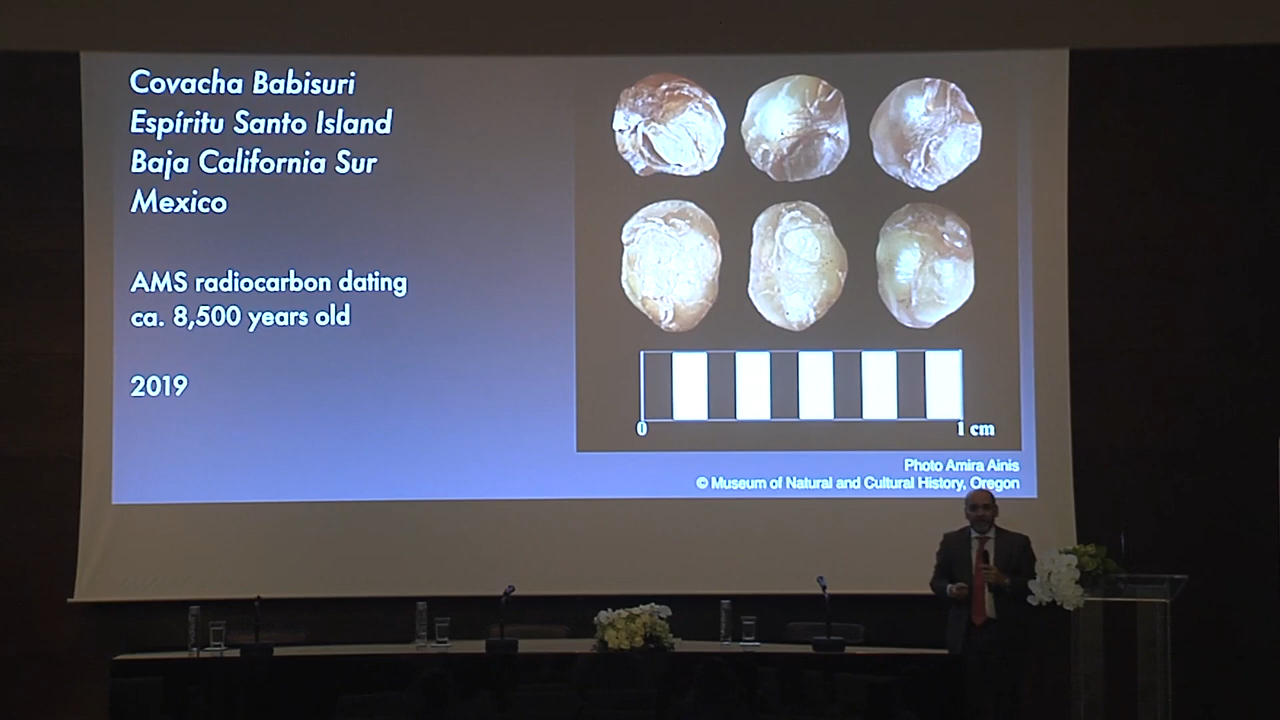 Covacha Babisuri
Espíritu Santo Island
Baja California Sur
Mexico
AMS radiocarbon dating
ca. 8,500 years old
2019
0
1 cm
Photo Amira Ainis
© Museum of Natural and Cultural History, Oregon